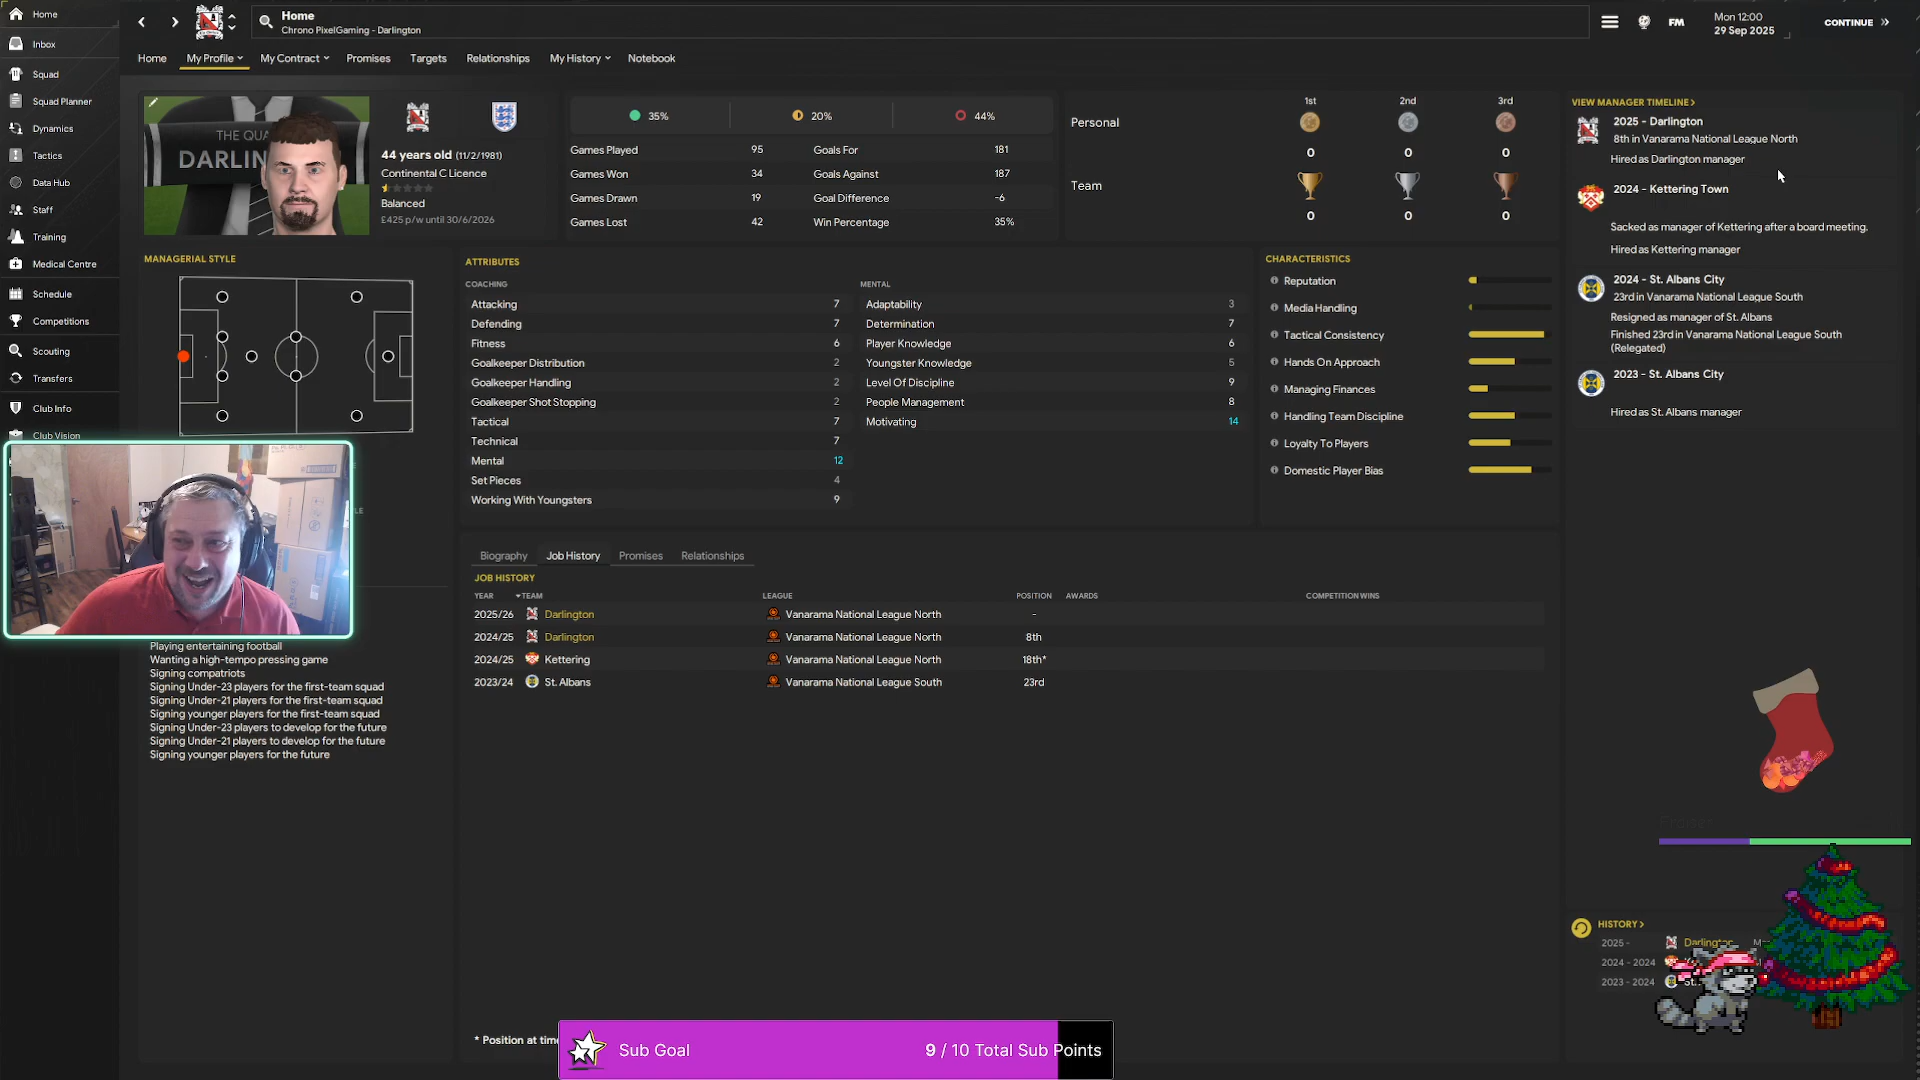 Home
Inbox
Squad
Squad Planner
Dynamics
Tactics
Data Hub
Staff
Training
Medical Centre
Schedule
Competitions
Scouting
Transfers
Club Info
Club Vision
Home
Chrono PixelGaming - Darlington
FM
Mon 12:00
29 Sep 2025
CONTINUE
Home
My Profile
My Contract
Promises
Targets
Relationships
My History
Notebook
THE QUA
DARLIN
44 years old (11/2/1981)
Continental C Licence
Balanced
£425 p/w until 30/6/2026
35% 20% 44%
Games Played 95 Goals For 181
Games Won 34 Goals Against 187
Games Drawn 19 Goal Difference -6
Games Lost 42 Win Percentage 35%
1st 2nd 3rd
Personal
0 0 0
Team
0 0 0
VIEW MANAGER TIMELINE >
2025 - Darlington
8th in Vanarama National League North
Hired as Darlington manager
2024 - Kettering Town
Sacked as manager of Kettering after a board meeting.
Hired as Kettering manager
2024 - St. Albans City
23rd in Vanarama National League South
Resigned as manager of St. Albans
Finished 23rd in Vanarama National League South
(Relegated)
2023 - St. Albans City
Hired as St. Albans manager
MANAGERIAL STYLE
ATTRIBUTES
COACHING
Attacking 7
Defending 7
Fitness 6
Goalkeeper Distribution 2
Goalkeeper Handling 2
Goalkeeper Shot Stopping 2
Tactical 7
Technical 7
Mental 12
Set Pieces 4
Working With Youngsters 9
MENTAL
Adaptability 3
Determination 7
Player Knowledge 6
Youngster Knowledge 5
Level Of Discipline 9
People Management 8
Motivating 14
CHARACTERISTICS
Reputation
Media Handling
Tactical Consistency
Hands On Approach
Managing Finances
Handling Team Discipline
Loyalty To Players
Domestic Player Bias
Biography Job History Promises Relationships
JOB HISTORY
YEAR TEAM LEAGUE POSITION AWARDS COMPETITION WINS
2025/26 Darlington Vanarama National League North -
2024/25 Darlington Vanarama National League North 8th
2024/25 Kettering Vanarama National League North 18th*
2023/24 St. Albans Vanarama National League South 23rd
Playing entertaining football
Wanting a high-tempo pressing game
Signing compatriots
Signing Under-23 players for the first-team squad
Signing Under-21 players for the first-team squad
Signing younger players for the first-team squad
Signing Under-23 players to develop for the future
Signing Under-21 players to develop for the future
Signing younger players for the future
HISTORY >
2025 - Darlington
2024 - 2024
2023 - 2024 St.
* Position at
Sub Goal 9 / 10 Total Sub Points